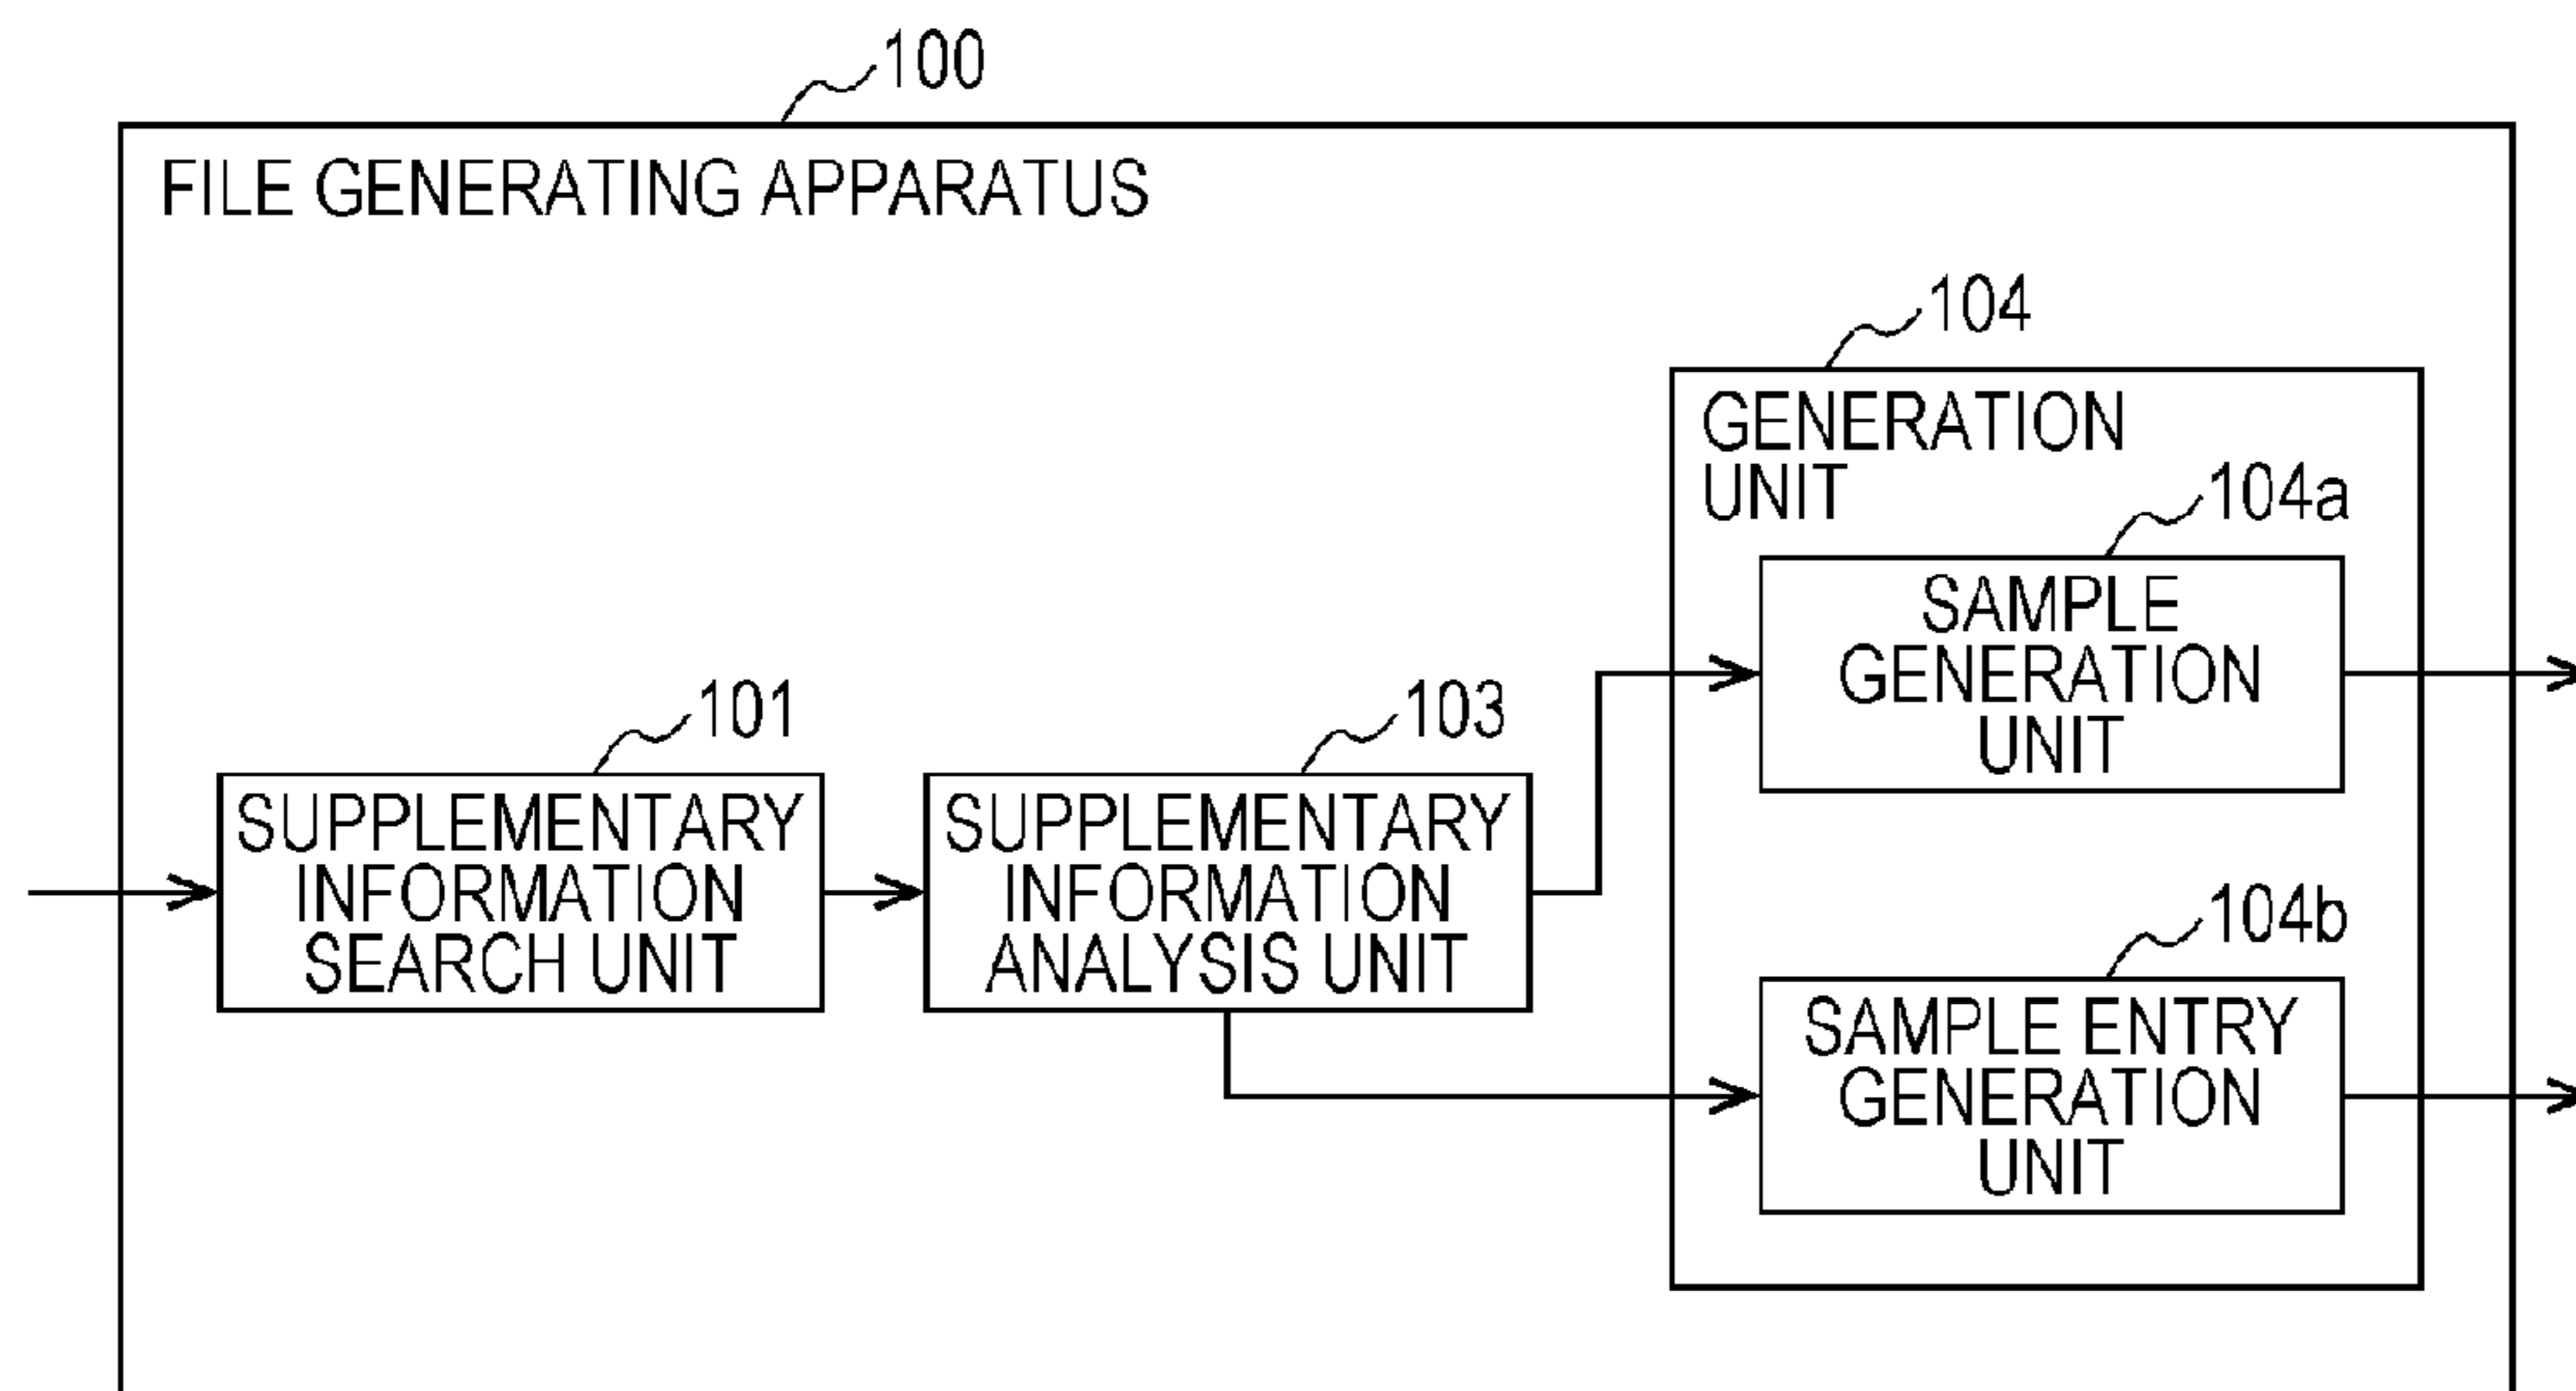 100
FILE GENERATING APPARATUS
104
GENERATION
UNIT
104a
SAMPLE
GENERATION
UNIT
101
SUPPLEMENTARY
INFORMATION
SEARCH UNIT
103
SUPPLEMENTARY
INFORMATION
ANALYSIS UNIT
104b
SAMPLE ENTRY
GENERATION
UNIT